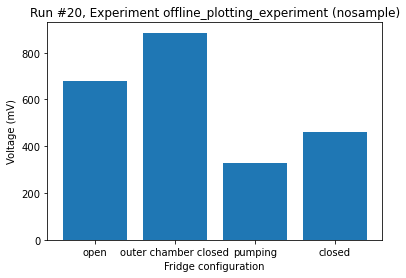 Run #20, Experiment offline_plotting_experiment (nosample)
Voltage (mV)
800
600
400
200
0
open
outer chamber closed
pumping
closed
Fridge configuration